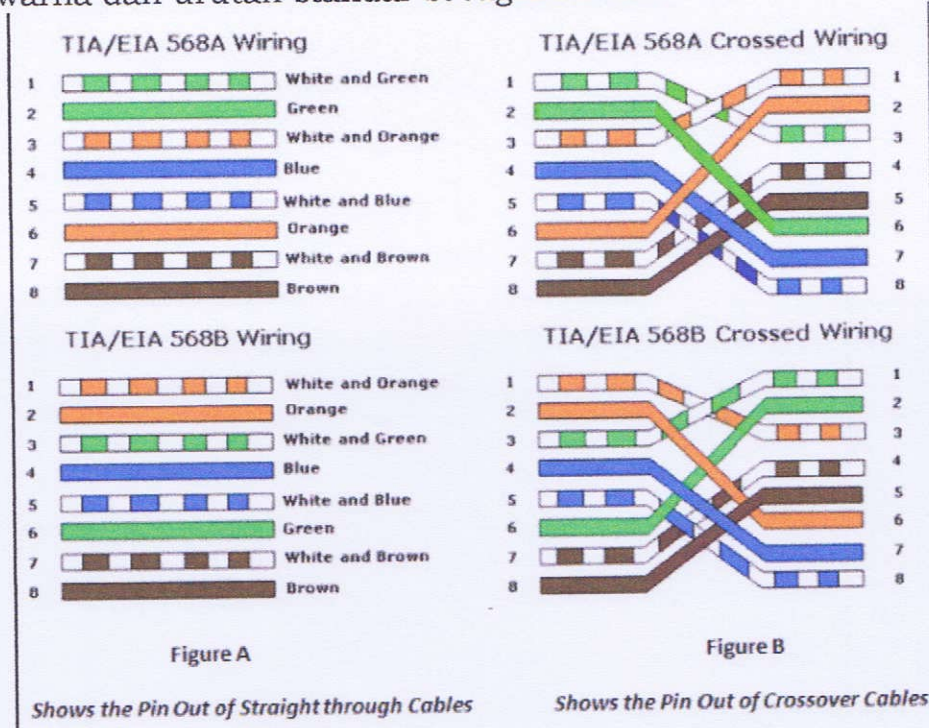 warna dan urutan standar
TIA/EIA 568A Wiring
1 White and Green
2 Green
3 White and Orange
4 Blue
5 White and Blue
6 Orange
7 White and Brown
8 Brown
TIA/EIA 568A Crossed Wiring
1 1
2 2
3 3
4 4
5 5
6 6
7 7
8 8
TIA/EIA 568B Wiring
1 White and Orange
2 Orange
3 White and Green
4 Blue
5 White and Blue
6 Green
7 White and Brown
8 Brown
TIA/EIA 568B Crossed Wiring
1 1
2 2
3 3
4 4
5 5
6 6
7 7
8 8
Figure A
Shows the Pin Out of Straight through Cables
Figure B
Shows the Pin Out of Crossover Cables